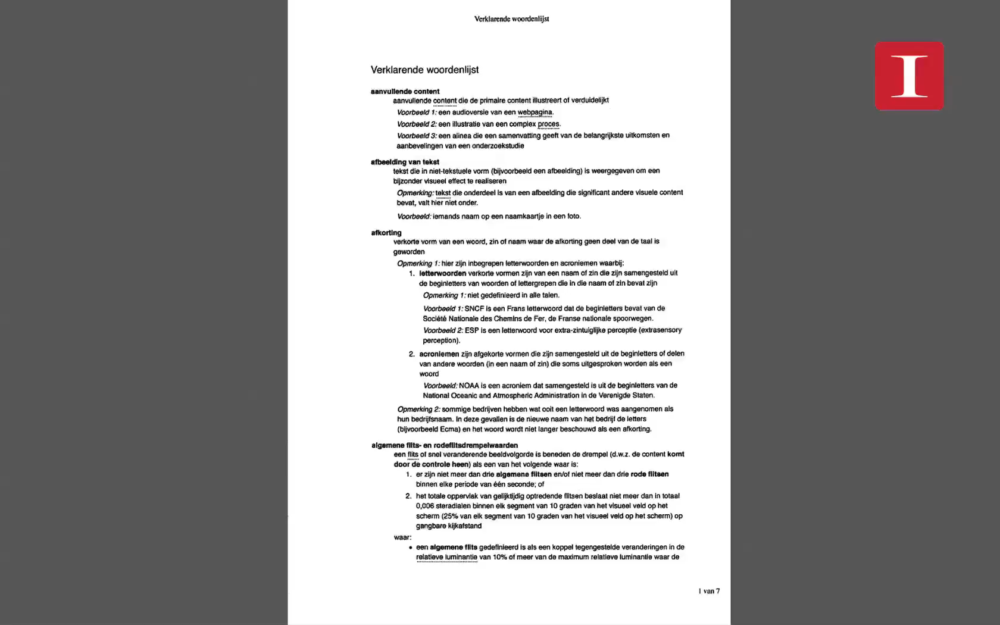 Verklarende woordenlijst
I
Verklarende woordenlijst
aanvullende content
aanvullende content die de primaire content illustreert of verduidelijkt
Voorbeeld 1: een audioversie van een webpagina.
Voorbeeld 2: een illustratie van een complex proces.
Voorbeeld 3: een alinea die een samenvatting geeft van de belangrijkste uitkomsten en
aanbevelingen van een onderzoekstudie
afbeelding van tekst
tekst die in niet-tekstuele vorm (bijvoorbeeld een afbeelding) is weergegeven om een
bijzonder visueel effect te realiseren
Opmerking: tekst die onderdeel is van een afbeelding die significant andere visuele content
bevat, valt hier niet onder.
Voorbeeld: iemands naam op een naamkaartje in een foto.
afkorting
verkorte vorm van een woord, zin of naam waar de afkorting geen deel van de taal is
geworden
Opmerking 1: hier zijn inbegrepen letterwoorden en acroniemen waarbij:
1. letterwoorden verkorte vormen zijn van een naam of zin die zijn samengesteld uit
de beginletters van woorden of lettergrepen die in die naam of zin bevat zijn
Opmerking 1: niet gedefinieerd in alle talen.
Voorbeeld 1: SNCF is een Frans letterwoord dat de beginletters bevat van de
Société Nationale des Chemins de Fer, de Franse nationale spoorwegen.
Voorbeeld 2: ESP is een letterwoord voor extra-zintuiglijke perceptie (extrasensory
perception).
2. acroniemen zijn afgekorte vormen die zijn samengesteld uit de beginletters of delen
van andere woorden (in een naam of zin) die soms uitgesproken worden als een
woord
Voorbeeld: NOAA is een acroniem dat samengesteld is uit de beginletters van de
National Oceanic and Atmospheric Administration in de Verenigde Staten.
Opmerking 2: sommige bedrijven hebben wat ooit een letterwoord was aangenomen als
hun bedrijfsnaam. In deze gevallen is de nieuwe naam van het bedrijf de letters
(bijvoorbeeld Ecma) en het woord wordt niet langer beschouwd als een afkorting.
algemene flits- en rodeflitsdrempelwaarden
een flits of snel veranderende beeldvolgorde is beneden de drempel (d.w.z. de content komt
door de controle heen) als een van het volgende waar is:
1. er zijn niet meer dan drie algemene flitsen en/of niet meer dan drie rode flitsen
binnen elke periode van één seconde; of
2. het totale oppervlak van gelijktijdig optredende flitsen beslaat niet meer dan in totaal
0,006 steradialen binnen elk segment van 10 graden van het visueel veld op het
scherm (25% van elk segment van 10 graden van het visueel veld op het scherm) op
gangbare kijkafstand
waar:
• een algemene flits gedefinieerd is als een koppel tegengestelde veranderingen in de
relatieve luminantie van 10% of meer van de maximum relatieve luminantie waar de
1 van 7